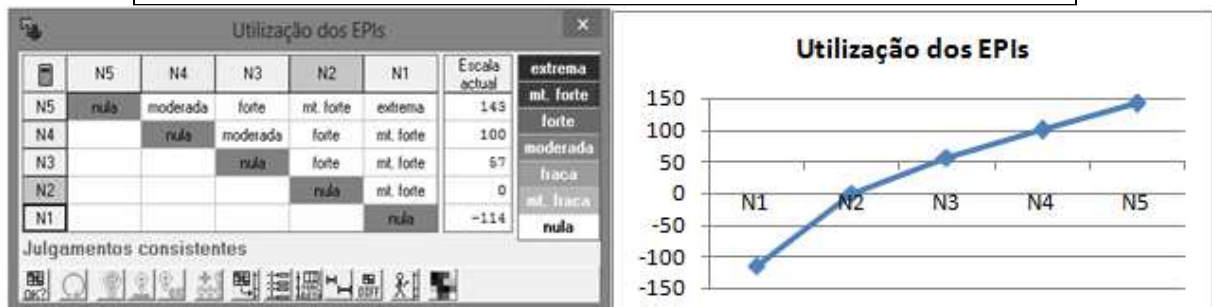 Utilização dos EPIs
N5 N4 N3 N2 N1 Escala actual
N5 nula moderada forte mt. forte extrema 143
N4 nula moderada forte mt. forte 100
N3 nula forte mt. forte 57
N2 nula mt. forte 0
N1 nula -114
extrema
mt. forte
forte
moderada
fraca
mt. fraca
nula
Julgamentos consistentes
OK?
DIFF
Utilização dos EPIs
150
100
50
0
-50
-100
-150
N1 N2 N3 N4 N5